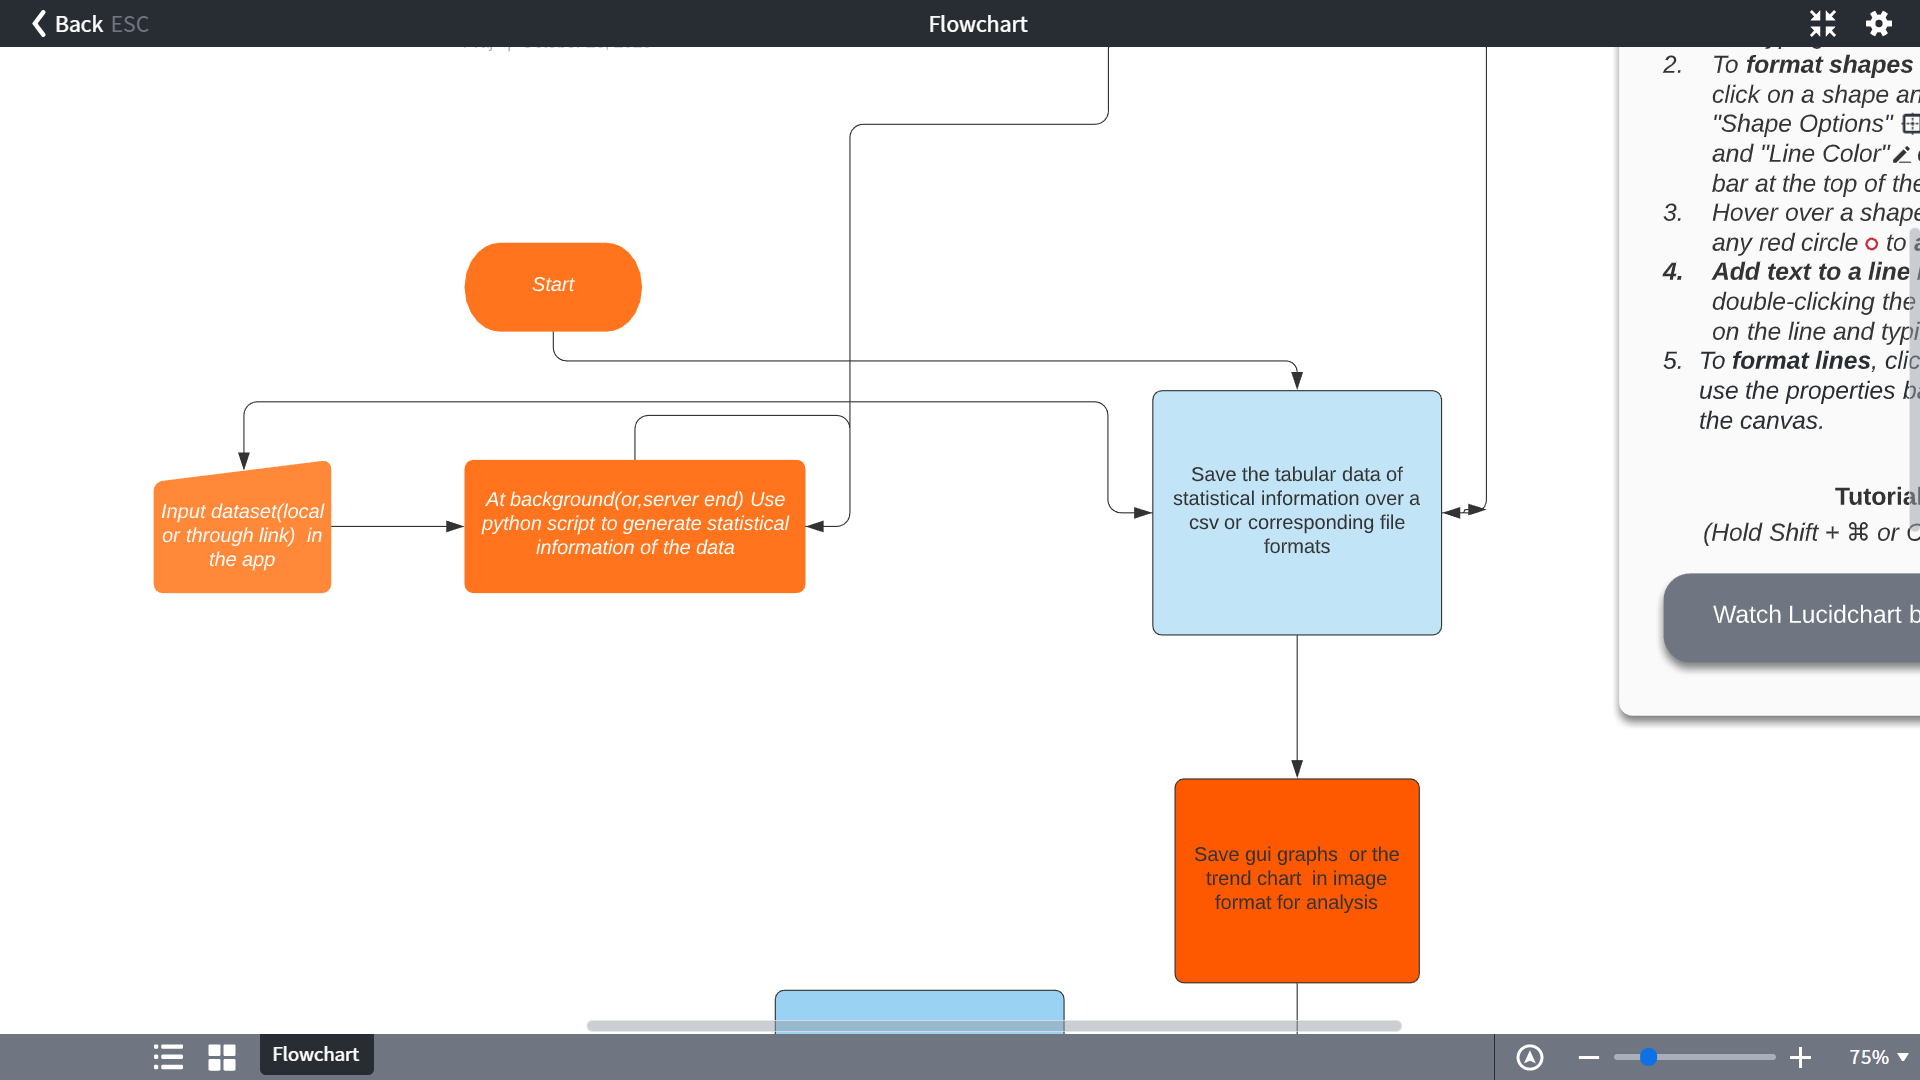 Back ESC
Flowchart
2. To format shapes
click on a shape an
"Shape Options"
and "Line Color"
bar at the top of the
3. Hover over a shape
any red circle to a
4. Add text to a line
double-clicking the
on the line and typi
5. To format lines, clic
use the properties ba
the canvas.
Tutorial
(Hold Shift + ⌘ or C
Watch Lucidchart b
Start
Input dataset(local
or through link) in
the app
At background(or,server end) Use
python script to generate statistical
information of the data
Save the tabular data of
statistical information over a
csv or corresponding file
formats
Save gui graphs or the
trend chart in image
format for analysis
Flowchart
75%